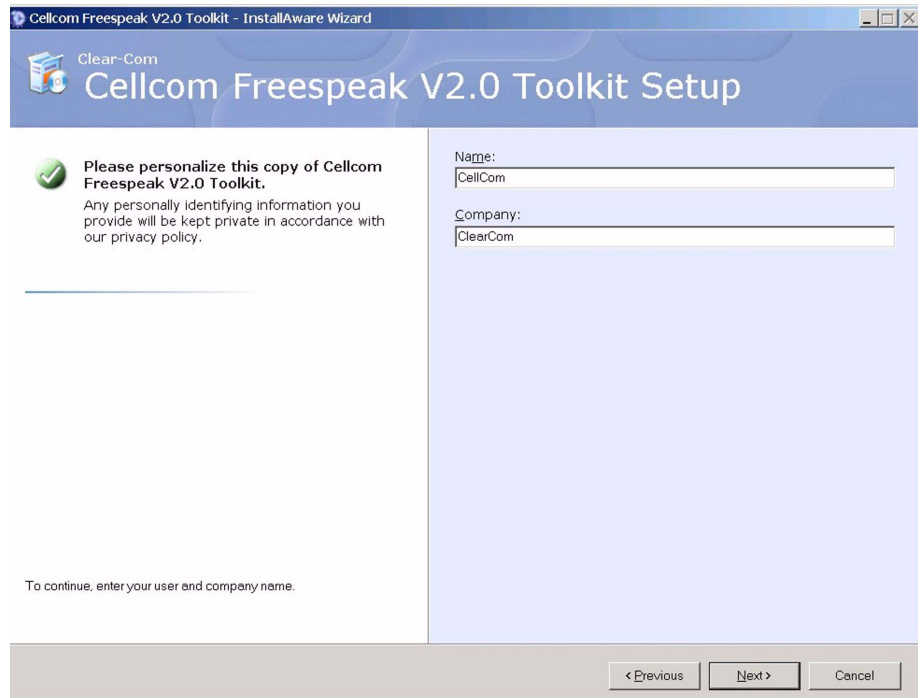 Cellcom Freespeak V2.0 Toolkit - InstallAware Wizard
Clear-Com
Cellcom Freespeak V2.0 Toolkit Setup
Please personalize this copy of Cellcom
Freespeak V2.0 Toolkit.
Any personally identifying information you
provide will be kept private in accordance with
our privacy policy.
To continue, enter your user and company name.
Name:
CellCom
Company:
ClearCom
< Previous
Next >
Cancel